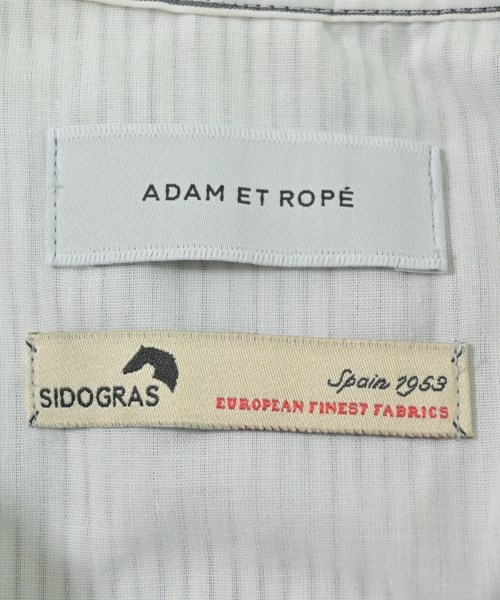 ADAM ET ROPÉ
SIDOGRAS
Spain 1953
EUROPEAN FINEST FABRICS